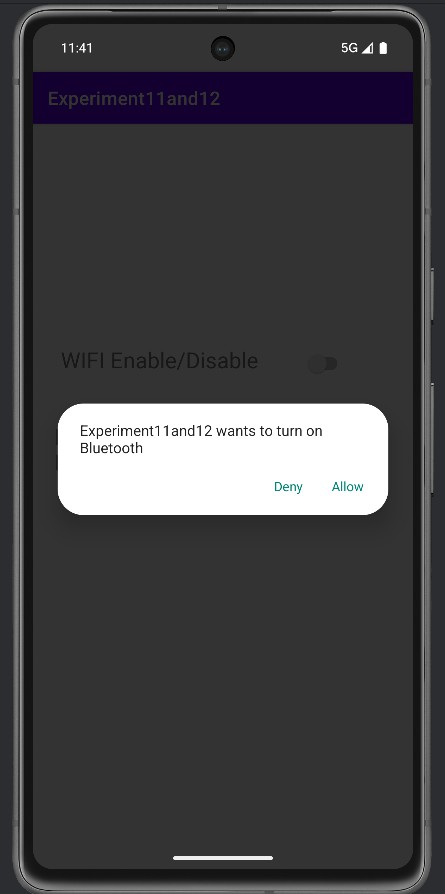 11:41
5G
Experiment11and12
WIFI Enable/Disable
Experiment11and12 wants to turn on
Bluetooth
Deny
Allow